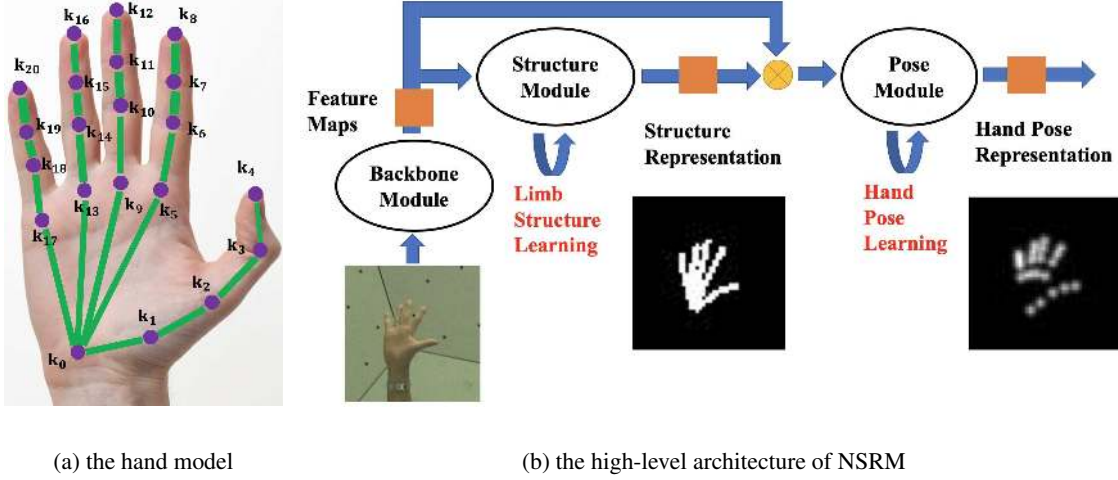 k₁₆
k₁₂
k₈
k₂₀
k₁₅
k₁₁
k₇
k₁₉
k₁₄
k₁₀
k₆
k₁₈
k₁₃
k₉
k₅
k₄
k₁₇
k₃
k₂
k₁
k₀
Feature
Maps
Backbone
Module
Structure
Module
Limb
Structure
Learning
Structure
Representation
Pose
Module
Hand
Pose
Learning
Hand Pose
Representation
(a) the hand model
(b) the high-level architecture of NSRM